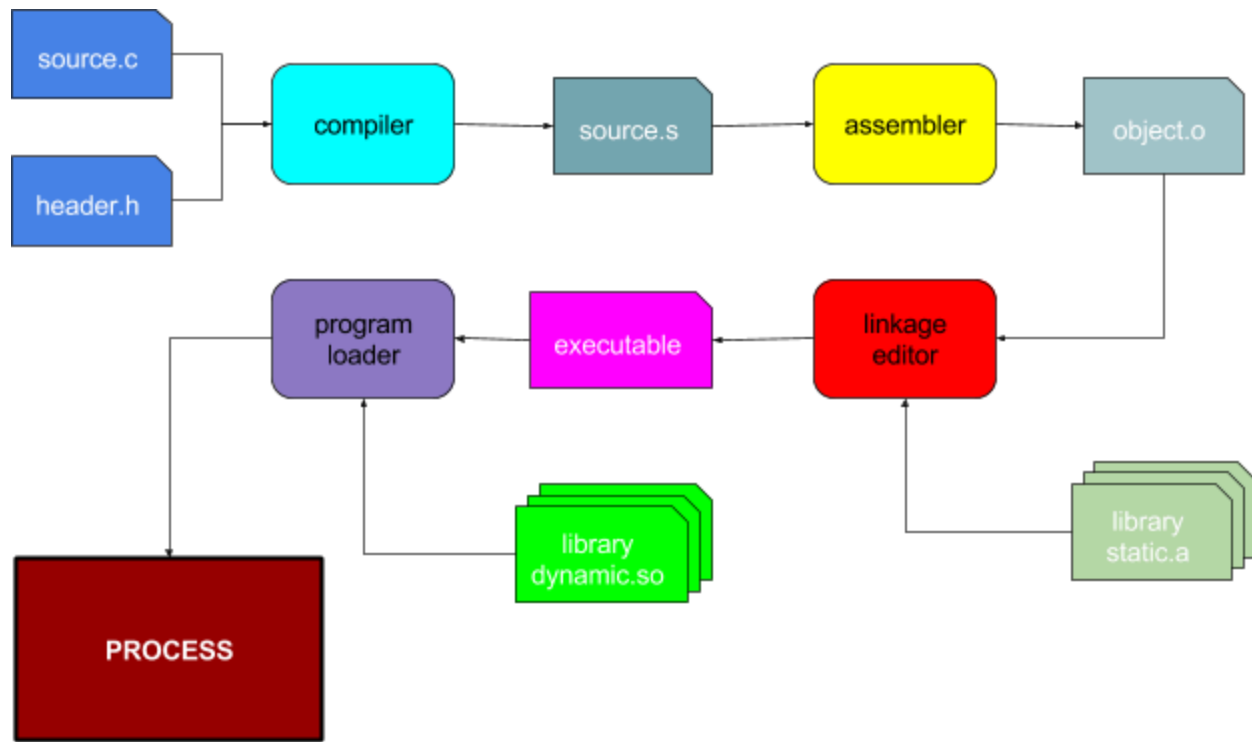 source.c
compiler
source.s
assembler
object.o
header.h
program
loader
executable
linkage
editor
library
dynamic.so
library
static.a
PROCESS